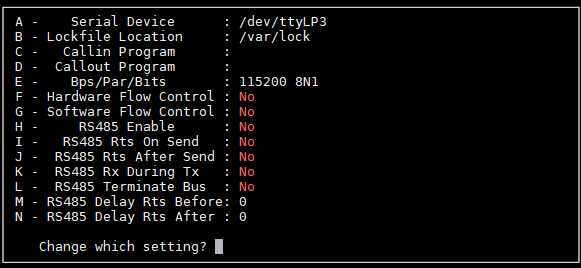 A -    Serial Device      : /dev/ttyLP3
B - Lockfile Location     : /var/lock
C -   Callin Program      :
D -  Callout Program      :
E -    Bps/Par/Bits       : 115200 8N1
F - Hardware Flow Control : No
G - Software Flow Control : No
H -     RS485 Enable      : No
I -   RS485 Rts On Send   : No
J -  RS485 Rts After Send : No
K -  RS485 Rx During Tx   : No
L -  RS485 Terminate Bus  : No
M - RS485 Delay Rts Before: 0
N - RS485 Delay Rts After : 0
Change which setting?